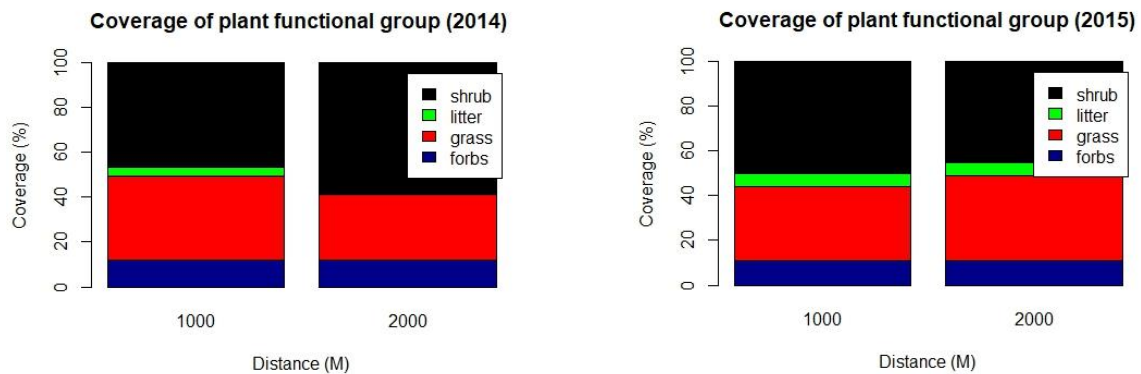 Coverage of plant functional group (2014)
Coverage (%)
0 20 40 60 80 100
shrub
litter
grass
forbs
1000 2000
Distance (M)
Coverage of plant functional group (2015)
Coverage (%)
0 20 40 60 80 100
shrub
litter
grass
forbs
1000 2000
Distance (M)